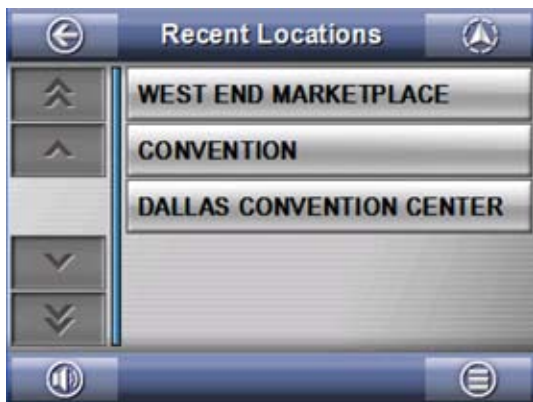 Recent Locations
WEST END MARKETPLACE
CONVENTION
DALLAS CONVENTION CENTER